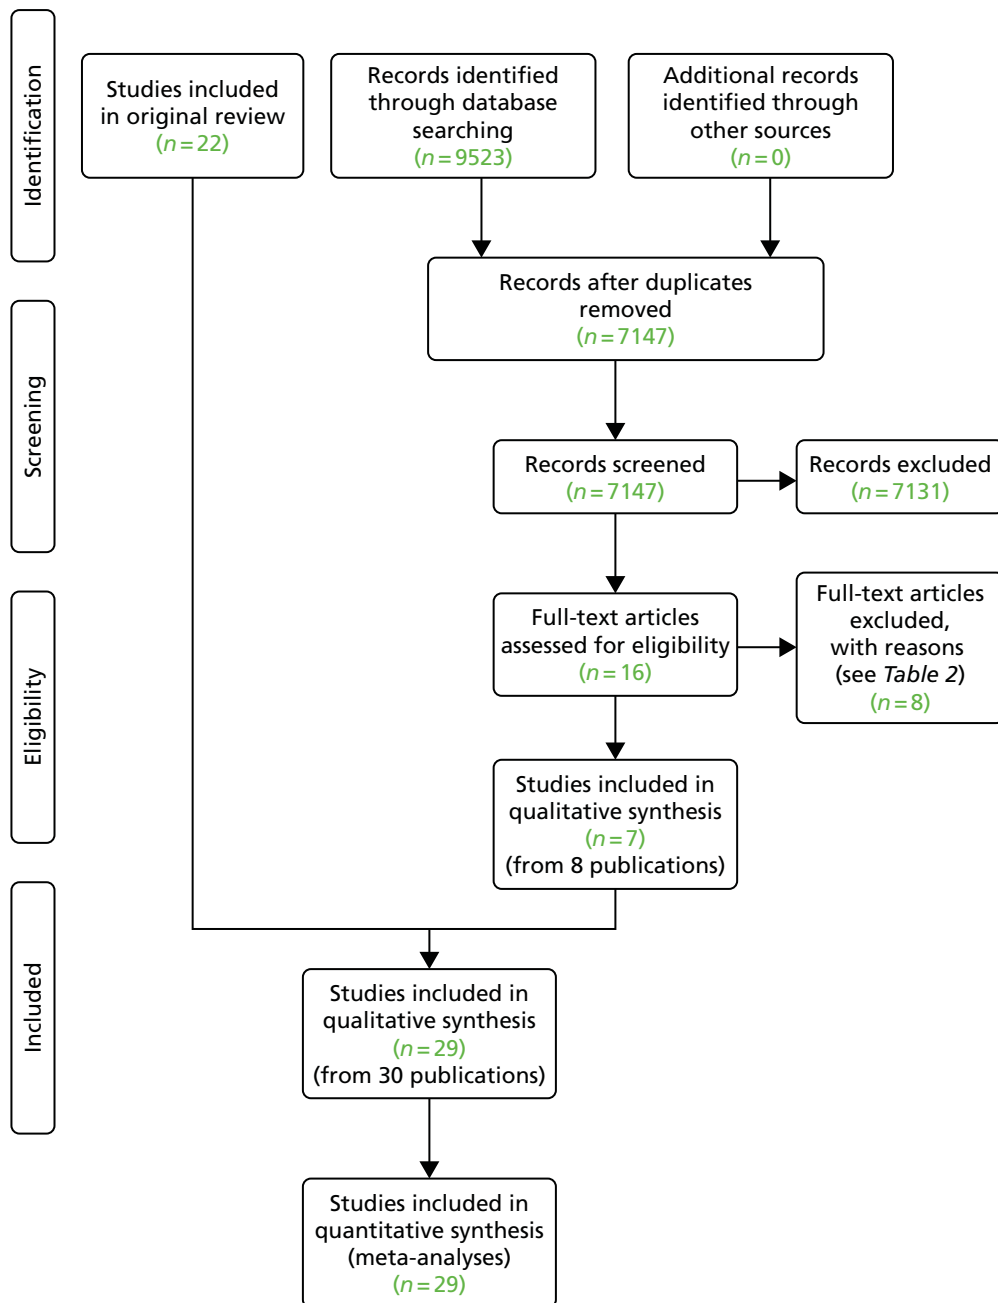 Identification
Studies included
in original review
(n = 22)
Records identified
through database
searching
(n = 9523)
Additional records
identified through
other sources
(n = 0)
Records after duplicates
removed
(n = 7147)
Screening
Records screened
(n = 7147)
Records excluded
(n = 7131)
Eligibility
Full-text articles
assessed for eligibility
(n = 16)
Full-text articles
excluded,
with reasons
(see Table 2)
(n = 8)
Studies included in
qualitative synthesis
(n = 7)
(from 8 publications)
Included
Studies included in
qualitative synthesis
(n = 29)
(from 30 publications)
Studies included in
quantitative synthesis
(meta-analyses)
(n = 29)